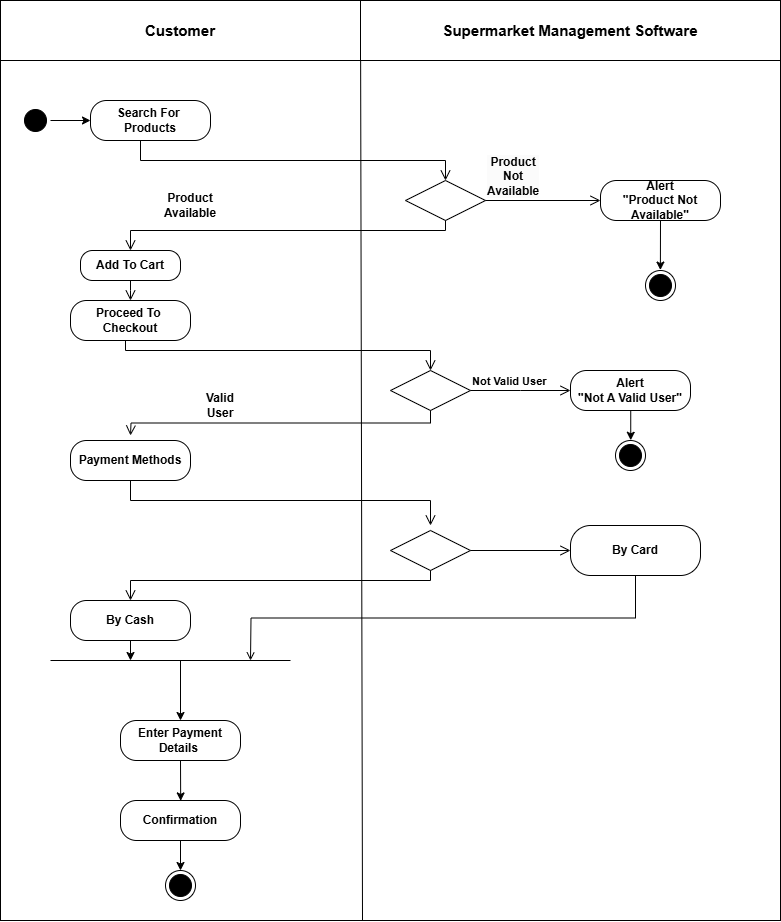 Customer
Supermarket Management Software
Search For
Products
Product
Not
Available
Alert
"Product Not
Available"
Product
Available
Add To Cart
Proceed To
Checkout
Not Valid User
Alert
"Not A Valid User"
Valid
User
Payment Methods
By Card
By Cash
Enter Payment
Details
Confirmation